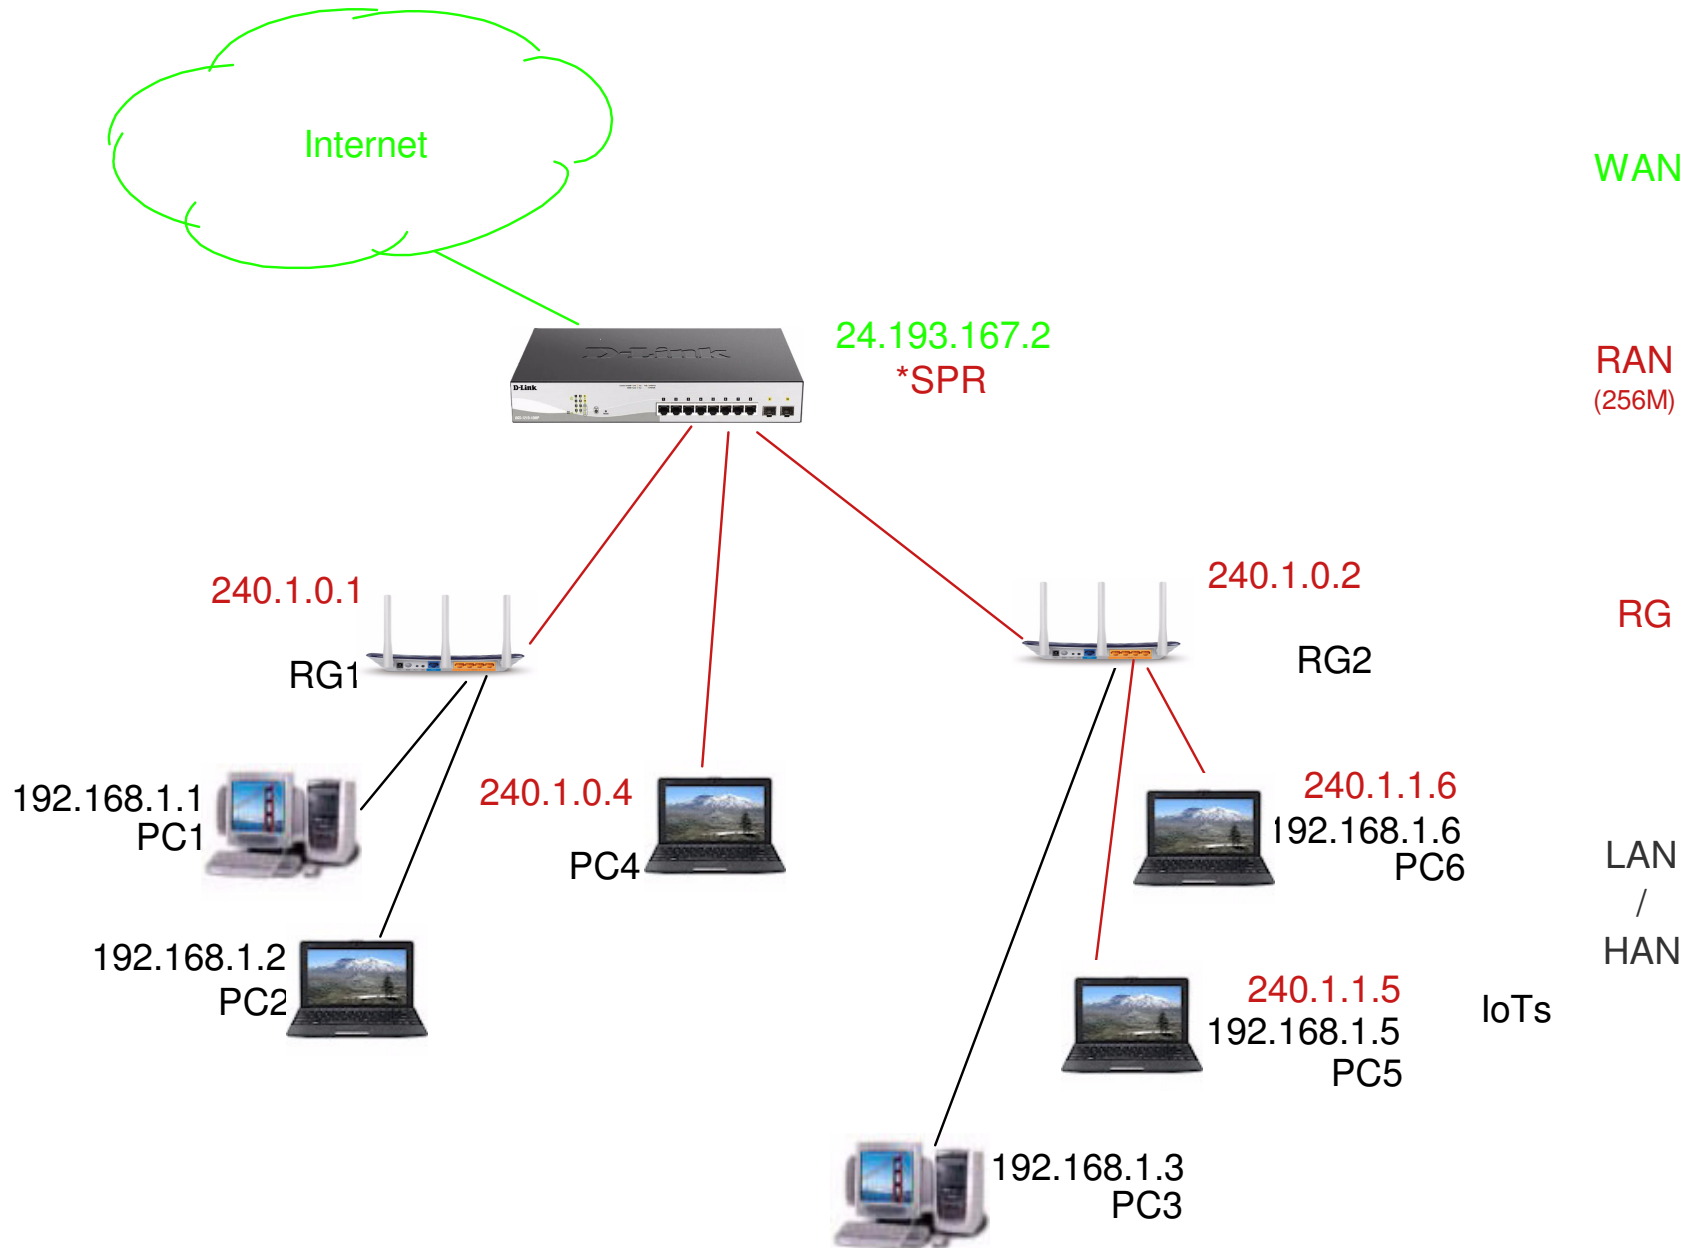 Internet
WAN
24.193.167.2
*SPR
RAN
(256M)
D-Link
D-Link
240.1.0.1
RG1
240.1.0.2
RG2
RG
192.168.1.1
PC1
240.1.0.4
PC4
240.1.1.6
192.168.1.6
PC6
LAN
/
HAN
192.168.1.2
PC2
240.1.1.5
192.168.1.5
PC5
IoTs
192.168.1.3
PC3